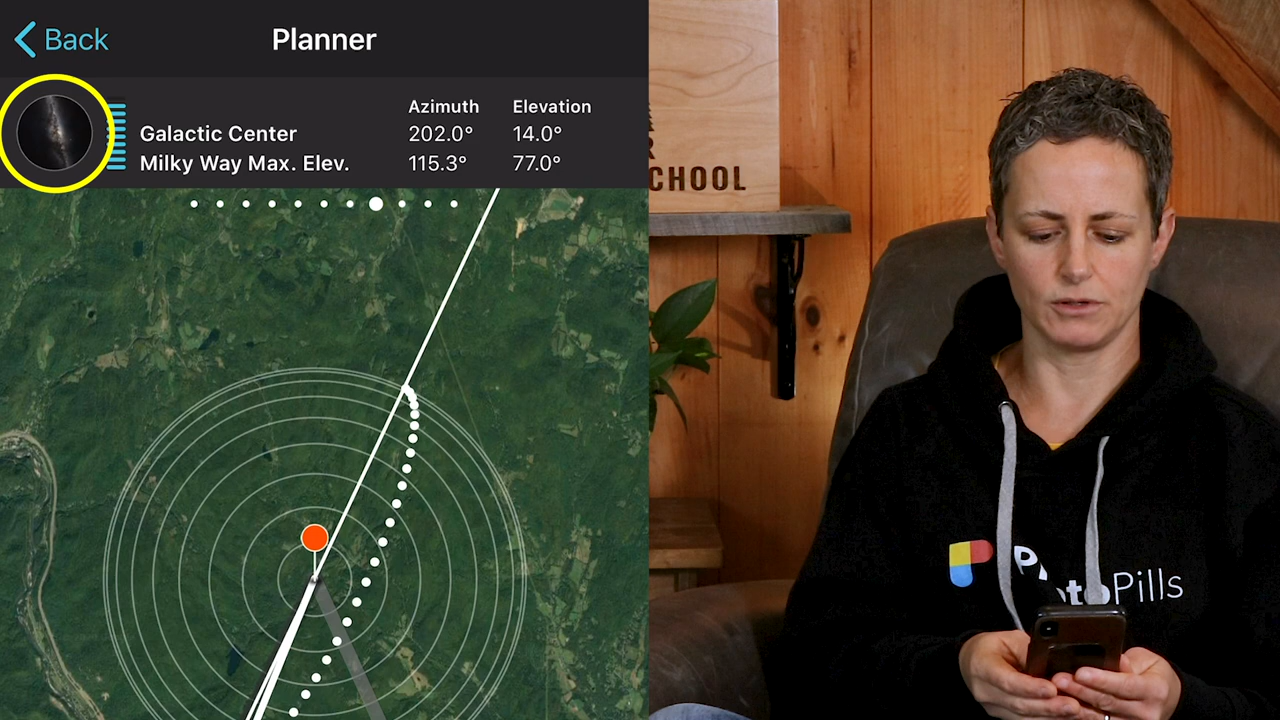 Back
Planner
Azimuth Elevation
Galactic Center 202.0° 14.0°
Milky Way Max. Elev. 115.3° 77.0°
CHOOL
Pills